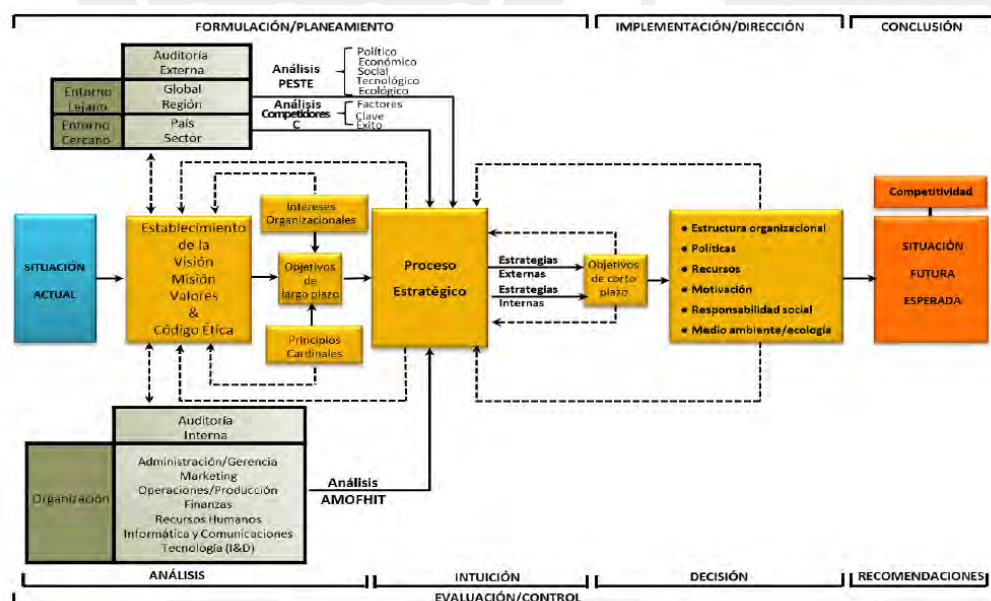 FORMULACIÓN/PLANEAMIENTO
IMPLEMENTACIÓN/DIRECCIÓN
CONCLUSIÓN
Auditoría
Externa
Entorno
Lejano
Global
Región
Entorno
Cercano
País
Sector
Análisis
PESTE
Político
Económico
Social
Tecnológico
Ecológico
Análisis
Competidores
C
Factores
Clave
Éxito
SITUACIÓN
ACTUAL
Establecimiento
de la
Visión
Misión
Valores
&
Código Ética
Intereses
Organizacionales
Objetivos
de
largo plazo
Principios
Cardinales
Proceso
Estratégico
Estrategias
Externas
Estrategias
Internas
Objetivos
de corto
plazo
• Estructura organizacional
• Políticas
• Recursos
• Motivación
• Responsabilidad social
• Medio ambiente/ecología
Competitividad
SITUACIÓN
FUTURA
ESPERADA
Auditoría
Interna
Organización
Administración/Gerencia
Marketing
Operaciones/Producción
Finanzas
Recursos Humanos
Informática y Comunicaciones
Tecnología (I&D)
Análisis
AMOFHIT
ANÁLISIS
INTUICIÓN
DECISIÓN
RECOMENDACIONES
EVALUACIÓN/CONTROL